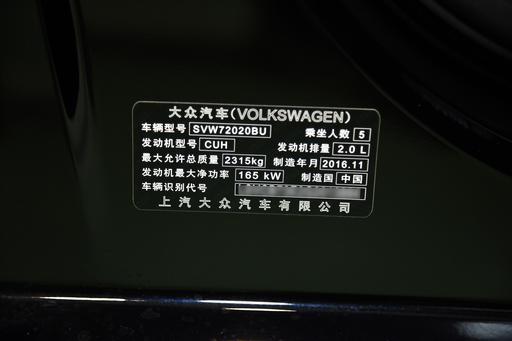 大众汽车(VOLKSWAGEN)
车辆型号 SVW72020BU 乘坐人数 5
发动机型号 CUH 发动机排量 2.0 L
最大允许总质量 2315kg 制造年月 2016.11
发动机最大净功率 165 kW 制造国 中国
车辆识别代号
上汽大众汽车有限公司